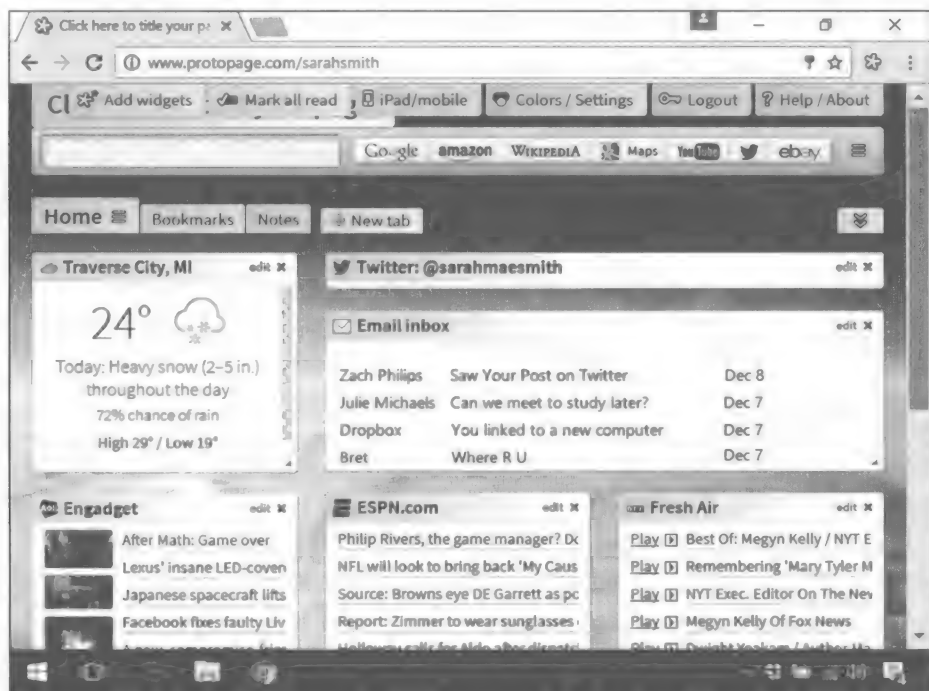 Click here to title your pa
www.protopage.com/sarahsmith
Cl Add widgets Mark all read iPad/mobile Colors / Settings Logout ? Help / About
Google amazon WIKIPEDIA Maps YouTube ebay
Home Bookmarks Notes New tab
Traverse City, MI edit x
24°
Today: Heavy snow (2–5 in.)
throughout the day
72% chance of rain
High 29° / Low 19°
Twitter: @sarahmaesmith edit x
Email inbox edit x
Zach Philips Saw Your Post on Twitter Dec 8
Julie Michaels Can we meet to study later? Dec 7
Dropbox You linked to a new computer Dec 7
Bret Where R U Dec 7
Engadget edit x
After Math: Game over
Lexus' insane LED-coven
Japanese spacecraft lifts
Facebook fixes faulty Liv
ESPN.com edit x
Philip Rivers, the game manager? Do
NFL will look to bring back 'My Caus
Source: Browns eye DE Garrett as po
Report: Zimmer to wear sunglasses
Fresh Air edit x
Play Best Of: Megyn Kelly / NYT E
Play Remembering 'Mary Tyler M
Play NYT Exec. Editor On The New
Play Megyn Kelly Of Fox News